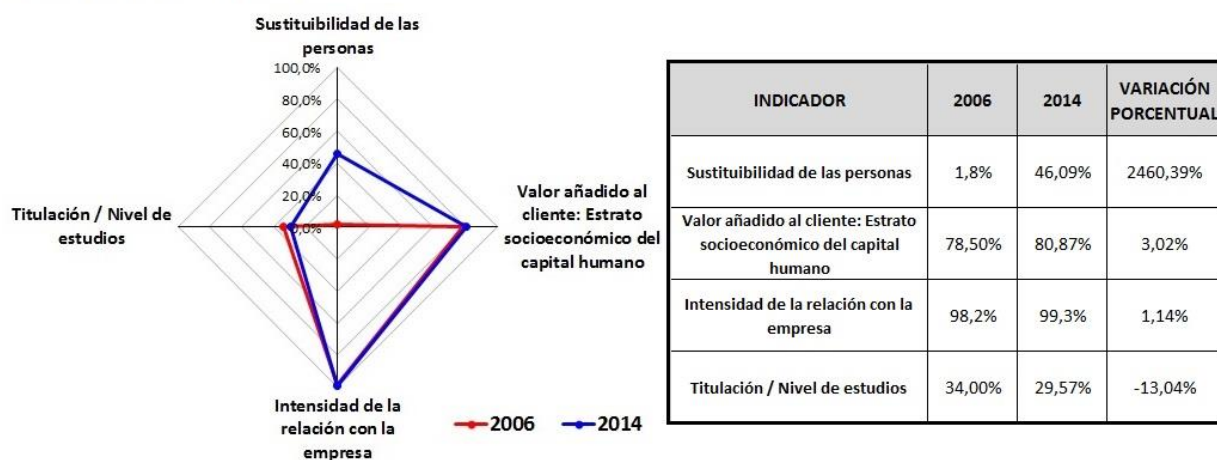 Sustituibilidad de las
personas
100,0%
80,0%
60,0%
40,0%
20,0%
0,0%
Titulación / Nivel de
estudios
Valor añadido al
cliente: Estrato
socioeconómico del
capital humano
Intensidad de la
relación con la
empresa
2006
2014
INDICADOR 2006 2014 VARIACIÓN
PORCENTUAL
Sustituibilidad de las personas 1,8% 46,09% 2460,39%
Valor añadido al cliente: Estrato
socioeconómico del capital
humano
78,50% 80,87% 3,02%
Intensidad de la relación con la
empresa
98,2% 99,3% 1,14%
Titulación / Nivel de estudios 34,00% 29,57% -13,04%